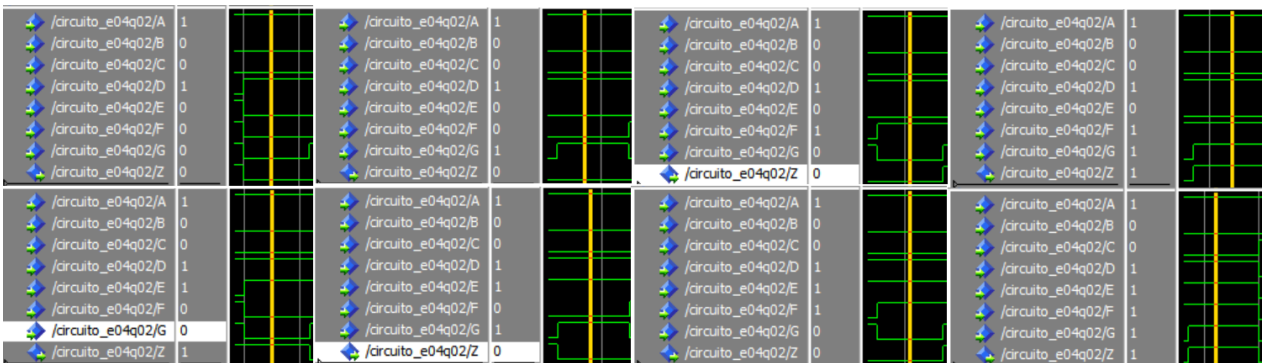 /circuito_e04q02/A 1
/circuito_e04q02/B 0
/circuito_e04q02/C 0
/circuito_e04q02/D 1
/circuito_e04q02/E 0
/circuito_e04q02/F 0
/circuito_e04q02/G 0
/circuito_e04q02/Z 0
/circuito_e04q02/A 1
/circuito_e04q02/B 0
/circuito_e04q02/C 0
/circuito_e04q02/D 1
/circuito_e04q02/E 0
/circuito_e04q02/F 0
/circuito_e04q02/G 1
/circuito_e04q02/Z 0
/circuito_e04q02/A 1
/circuito_e04q02/B 0
/circuito_e04q02/C 0
/circuito_e04q02/D 1
/circuito_e04q02/E 0
/circuito_e04q02/F 1
/circuito_e04q02/G 0
/circuito_e04q02/Z 0
/circuito_e04q02/A 1
/circuito_e04q02/B 0
/circuito_e04q02/C 0
/circuito_e04q02/D 1
/circuito_e04q02/E 0
/circuito_e04q02/F 1
/circuito_e04q02/G 1
/circuito_e04q02/Z 1
/circuito_e04q02/A 1
/circuito_e04q02/B 0
/circuito_e04q02/C 0
/circuito_e04q02/D 1
/circuito_e04q02/E 1
/circuito_e04q02/F 0
/circuito_e04q02/G 0
/circuito_e04q02/Z 1
/circuito_e04q02/A 1
/circuito_e04q02/B 0
/circuito_e04q02/C 0
/circuito_e04q02/D 1
/circuito_e04q02/E 1
/circuito_e04q02/F 0
/circuito_e04q02/G 1
/circuito_e04q02/Z 0
/circuito_e04q02/A 1
/circuito_e04q02/B 0
/circuito_e04q02/C 0
/circuito_e04q02/D 1
/circuito_e04q02/E 1
/circuito_e04q02/F 1
/circuito_e04q02/G 0
/circuito_e04q02/Z 0
/circuito_e04q02/A 1
/circuito_e04q02/B 0
/circuito_e04q02/C 0
/circuito_e04q02/D 1
/circuito_e04q02/E 1
/circuito_e04q02/F 1
/circuito_e04q02/G 1
/circuito_e04q02/Z 1